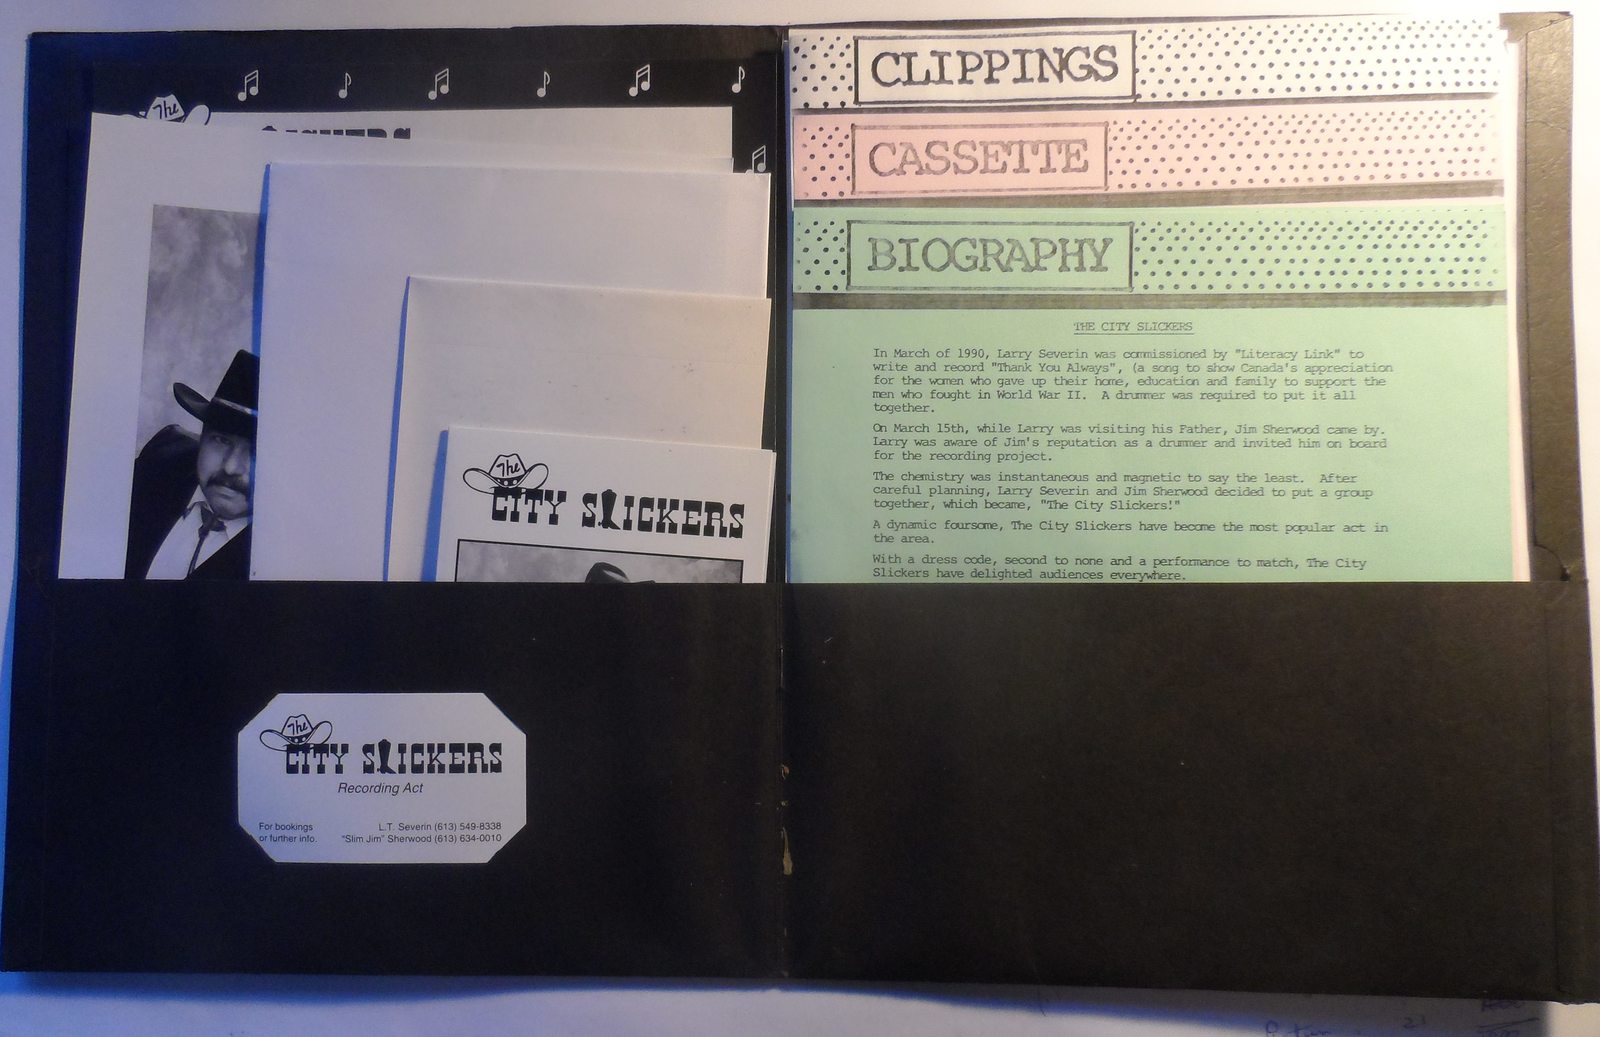 The
The
CITY SLICKERS
The
CITY SLICKERS
Recording Act
For bookings
or further info.
L.T. Severin (613) 549-8338
"Slim Jim" Sherwood (613) 634-0010
CLIPPINGS
CASSETTE
BIOGRAPHY
THE CITY SLICKERS
In March of 1990, Larry Severin was commissioned by "Literacy Link" to
write and record "Thank You Always", (a song to show Canada's appreciation
for the women who gave up their home, education and family to support the
men who fought in World War II. A drummer was required to put it all
together.
On March 15th, while Larry was visiting his Father, Jim Sherwood came by.
Larry was aware of Jim's reputation as a drummer and invited him on board
for the recording project.
The chemistry was instantaneous and magnetic to say the least. After
careful planning, Larry Severin and Jim Sherwood decided to put a group
together, which became, "The City Slickers!"
A dynamic foursome, The City Slickers have become the most popular act in
the area.
With a dress code, second to none and a performance to match, The City
Slickers have delighted audiences everywhere.